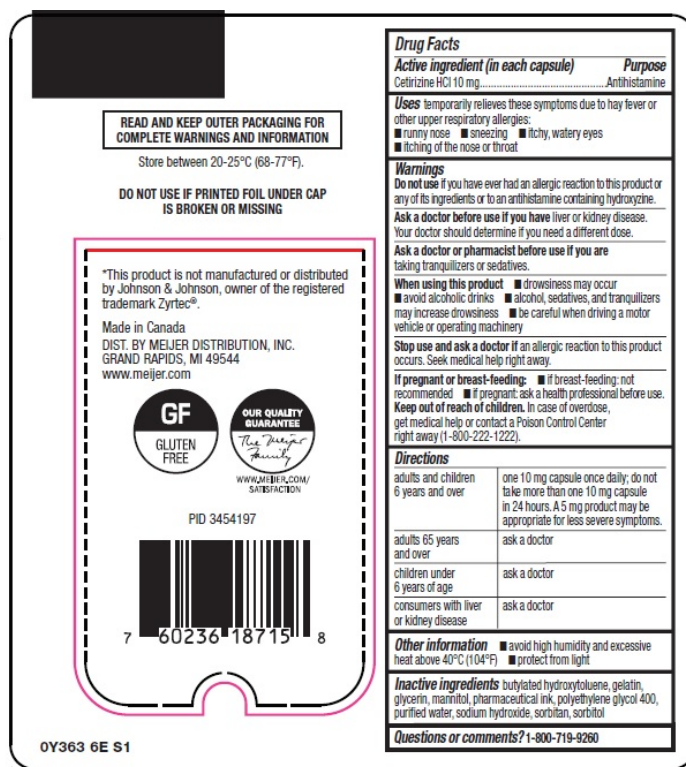 READ AND KEEP OUTER PACKAGING FOR
COMPLETE WARNINGS AND INFORMATION
Store between 20-25°C (68-77°F).
DO NOT USE IF PRINTED FOIL UNDER CAP
IS BROKEN OR MISSING
*This product is not manufactured or distributed
by Johnson & Johnson, owner of the registered
trademark Zyrtec®.
Made in Canada
DIST. BY MEIJER DISTRIBUTION, INC.
GRAND RAPIDS, MI 49544
www.meijer.com
GF
GLUTEN
FREE
OUR QUALITY
GUARANTEE
The Meijer
Family
WWW.MEIJER.COM/
SATISFACTION
PID 3454197
7 60236 18715 8
0Y363 6E S1
Drug Facts
Active ingredient (in each capsule) Purpose
Cetirizine HCl 10 mg..............................................Antihistamine
Uses temporarily relieves these symptoms due to hay fever or
other upper respiratory allergies:
■ runny nose ■ sneezing ■ itchy, watery eyes
■ itching of the nose or throat
Warnings
Do not use if you have ever had an allergic reaction to this product or
any of its ingredients or to an antihistamine containing hydroxyzine.
Ask a doctor before use if you have liver or kidney disease.
Your doctor should determine if you need a different dose.
Ask a doctor or pharmacist before use if you are
taking tranquilizers or sedatives.
When using this product ■ drowsiness may occur
■ avoid alcoholic drinks ■ alcohol, sedatives, and tranquilizers
may increase drowsiness ■ be careful when driving a motor
vehicle or operating machinery
Stop use and ask a doctor if an allergic reaction to this product
occurs. Seek medical help right away.
If pregnant or breast-feeding: ■ if breast-feeding: not
recommended ■ if pregnant: ask a health professional before use.
Keep out of reach of children. In case of overdose,
get medical help or contact a Poison Control Center
right away (1-800-222-1222).
Directions
adults and children
6 years and over
one 10 mg capsule once daily; do not
take more than one 10 mg capsule
in 24 hours. A 5 mg product may be
appropriate for less severe symptoms.
adults 65 years
and over
ask a doctor
children under
6 years of age
ask a doctor
consumers with liver
or kidney disease
ask a doctor
Other information ■ avoid high humidity and excessive
heat above 40°C (104°F) ■ protect from light
Inactive ingredients butylated hydroxytoluene, gelatin,
glycerin, mannitol, pharmaceutical ink, polyethylene glycol 400,
purified water, sodium hydroxide, sorbitan, sorbitol
Questions or comments? 1-800-719-9260